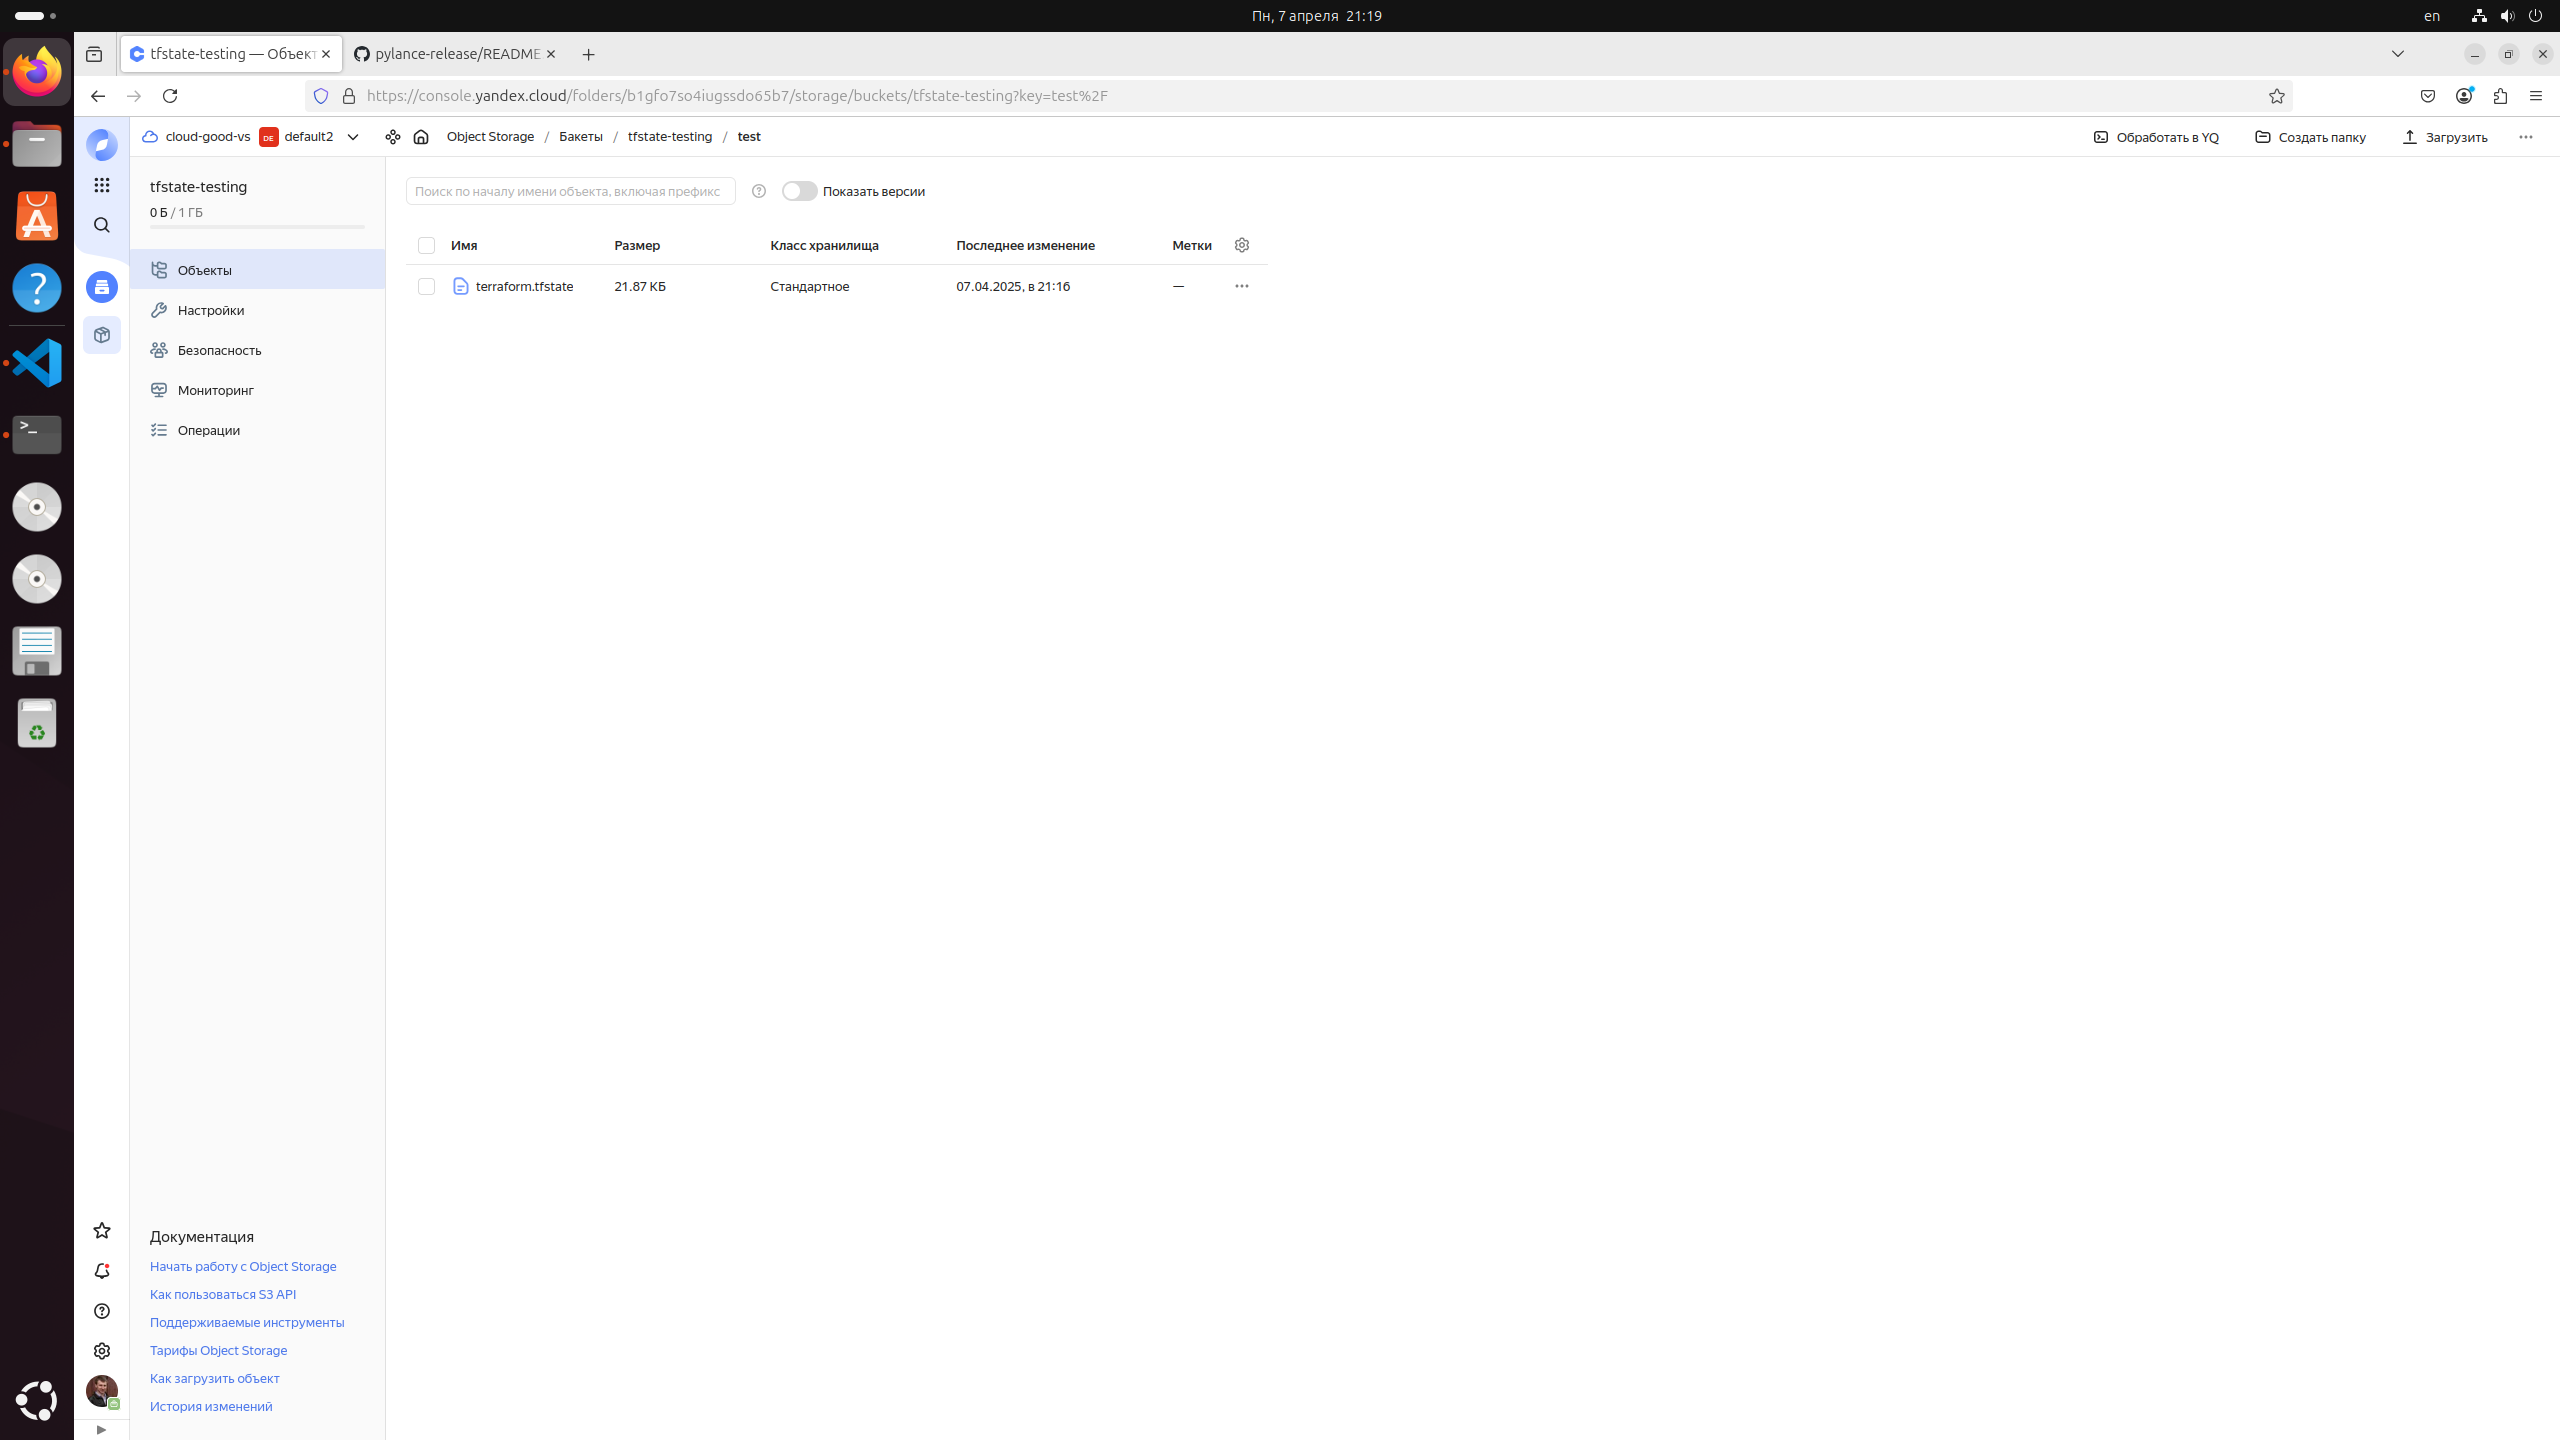 Пн, 7 апреля 21:19
en
tfstate-testing — Объект
pylance-release/README
https://console.yandex.cloud/folders/b1gfo7so4iugssdo65b7/storage/buckets/tfstate-testing?key=test%2F
cloud-good-vs DE default2
Object Storage / Бакеты / tfstate-testing / test
Обработать в YQ
Создать папку
Загрузить
tfstate-testing
0 Б / 1 ГБ
Объекты
Настройки
Безопасность
Мониторинг
Операции
Поиск по началу имени объекта, включая префикс
Показать версии
Имя Размер Класс хранилища Последнее изменение Метки
terraform.tfstate 21.87 КБ Стандартное 07.04.2025, в 21:16 —
Документация
Начать работу с Object Storage
Как пользоваться S3 API
Поддерживаемые инструменты
Тарифы Object Storage
Как загрузить объект
История изменений